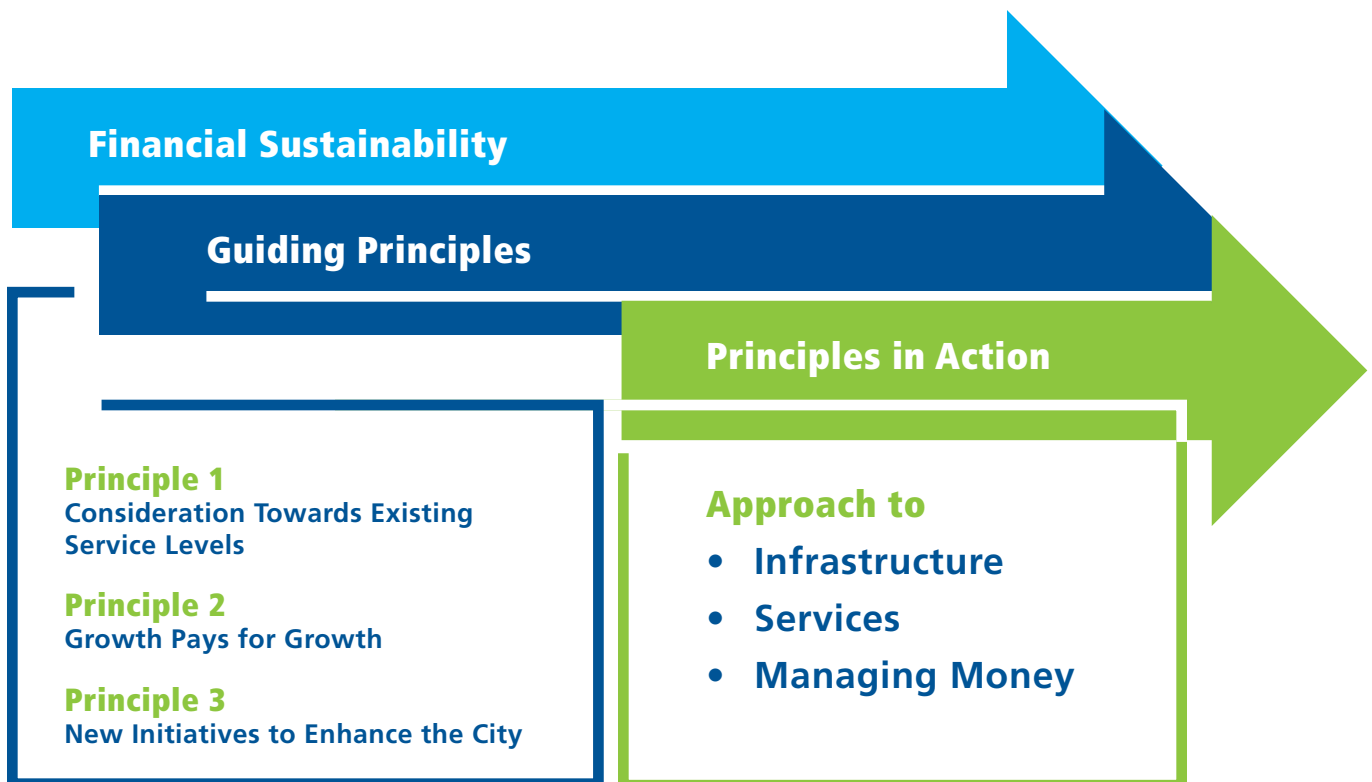 Financial Sustainability
Guiding Principles
Principles in Action
Principle 1
Consideration Towards Existing
Service Levels
Principle 2
Growth Pays for Growth
Principle 3
New Initiatives to Enhance the City
Approach to
• Infrastructure
• Services
• Managing Money